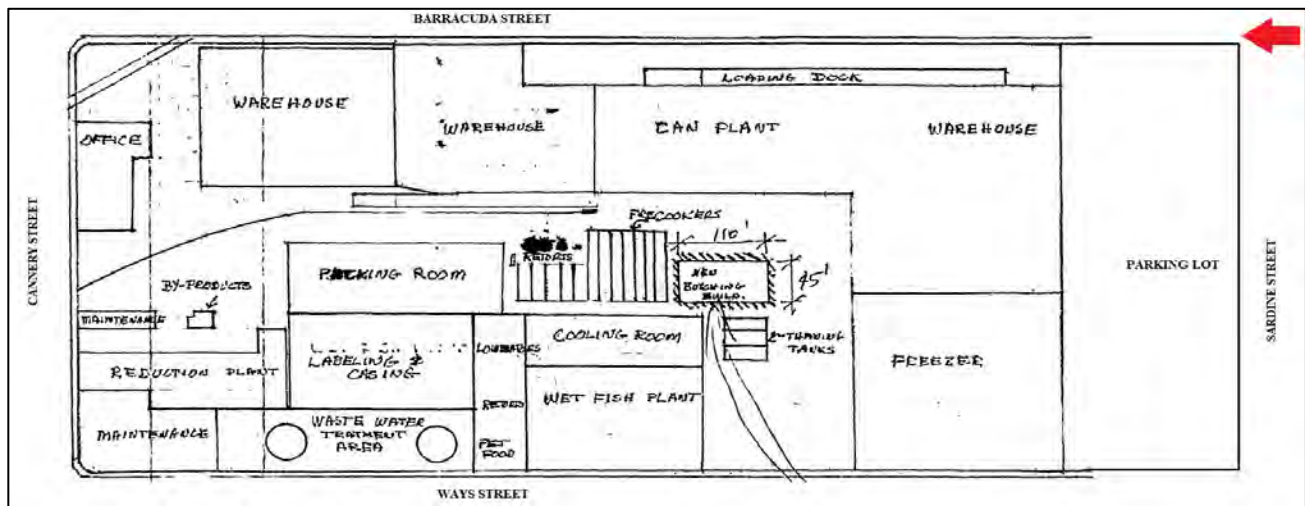 BARRACUDA STREET
LOADING DOCK
WAREHOUSE
WAREHOUSE
CAN PLANT
WAREHOUSE
OFFICE
CANNERY STREET
PRECOOKERS
110'
RETORTS
PACKING ROOM
NEW
BUTCHING
BUILD.
45'
PARKING LOT
SARDINE STREET
BY-PRODUCTS
MAINTENANCE
COOLING ROOM
THAWING
TANKS
LABELING &
CASING
REDUCTION PLANT
FREEZER
WET FISH PLANT
MAINTENANCE
WASTE WATER
TREATMENT
AREA
PET
FOOD
WAYS STREET